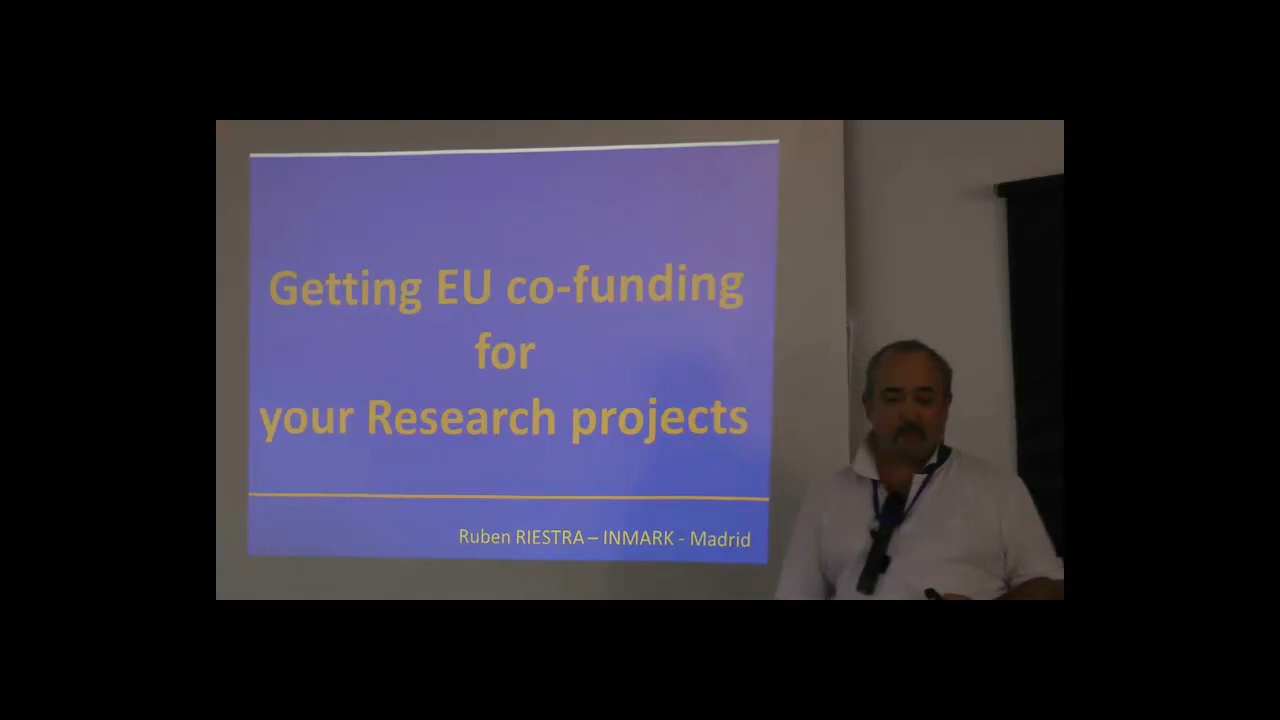 Getting EU co-funding
for
your Research projects
Ruben RIESTRA – INMARK - Madrid